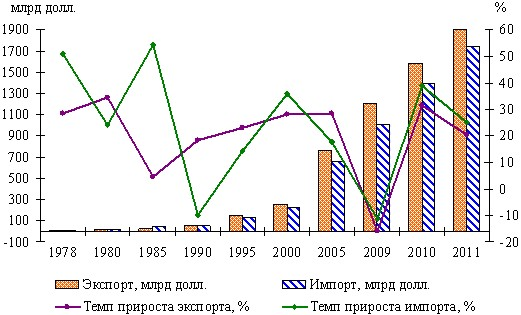 млрд долл. %
1900 60
1700 50
1500 40
1300 30
1100 20
900 10
700 0
500 -10
300 -20
100
-100
1978 1980 1985 1990 1995 2000 2005 2009 2010 2011
Экспорт, млрд долл. Импорт, млрд долл.
Темп прироста экспорта, % Темп прироста импорта, %